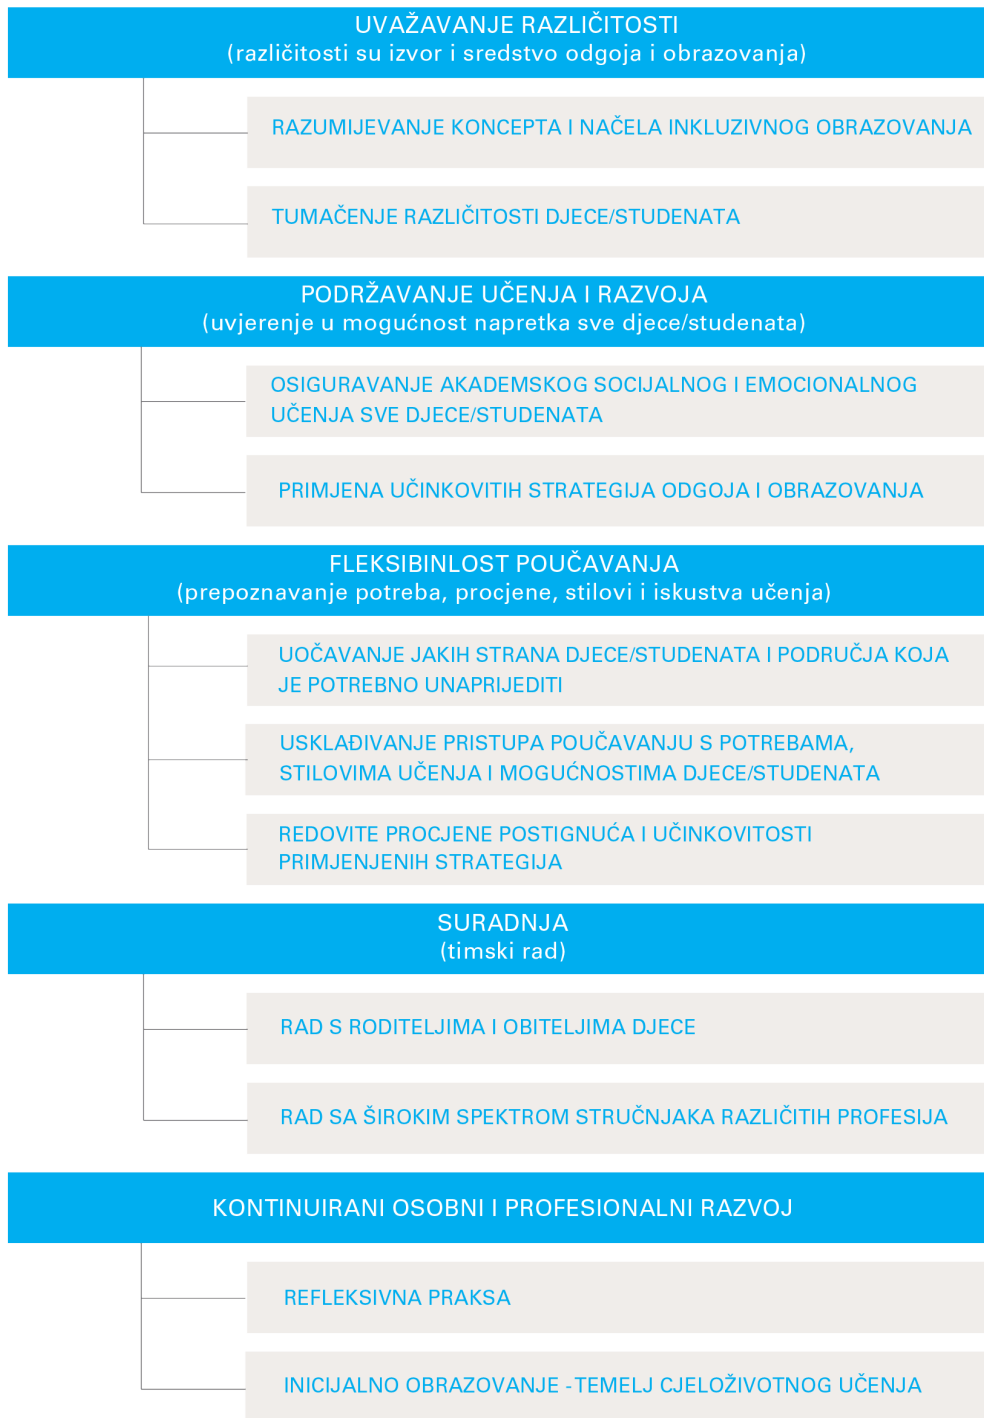 UVAŽAVANJE RAZLIČITOSTI
(različitosti su izvor i sredstvo odgoja i obrazovanja)
RAZUMIJEVANJE KONCEPTA I NAČELA INKLUZIVNOG OBRAZOVANJA
TUMAČENJE RAZLIČITOSTI DJECE/STUDENATA
PODRŽAVANJE UČENJA I RAZVOJA
(uvjerenje u mogućnost napretka sve djece/studenata)
OSIGURAVANJE AKADEMSKOG SOCIJALNOG I EMOCIONALNOG
UČENJA SVE DJECE/STUDENATA
PRIMJENA UČINKOVITIH STRATEGIJA ODGOJA I OBRAZOVANJA
FLEKSIBINLOST POUČAVANJA
(prepoznavanje potreba, procjene, stilovi i iskustva učenja)
UOČAVANJE JAKIH STRANA DJECE/STUDENATA I PODRUČJA KOJA
JE POTREBNO UNAPRIJEDITI
USKLAĐIVANJE PRISTUPA POUČAVANJU S POTREBAMA,
STILOVIMA UČENJA I MOGUĆNOSTIMA DJECE/STUDENATA
REDOVITE PROCJENE POSTIGNUĆA I UČINKOVITOSTI
PRIMJENJENIH STRATEGIJA
SURADNJA
(timski rad)
RAD S RODITELJIMA I OBITELJIMA DJECE
RAD SA ŠIROKIM SPEKTROM STRUČNJAKA RAZLIČITIH PROFESIJA
KONTINUIRANI OSOBNI I PROFESIONALNI RAZVOJ
REFLEKSIVNA PRAKSA
INICIJALNO OBRAZOVANJE - TEMELJ CJELOŽIVOTNOG UČENJA